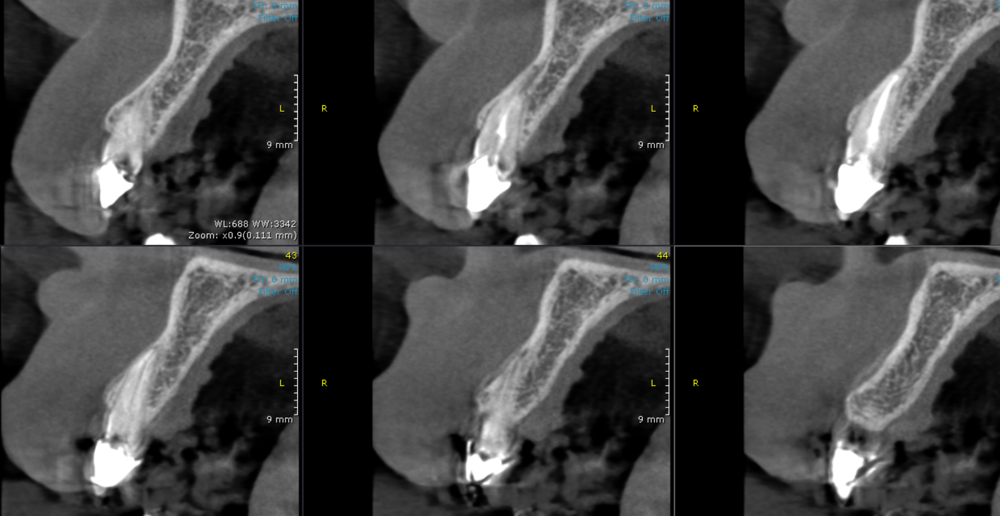 TH: 0 mm
Filter Off
L
9 mm
WL:688 WW:3342
Zoom: x0.9(0.111 mm)
TH: 0 mm
Filter Off
R
L
9 mm
R
43
MPR
TH: 0 mm
Filter Off
L
9 mm
44
MPR
TH: 0 mm
Filter Off
R
L
9 mm
R